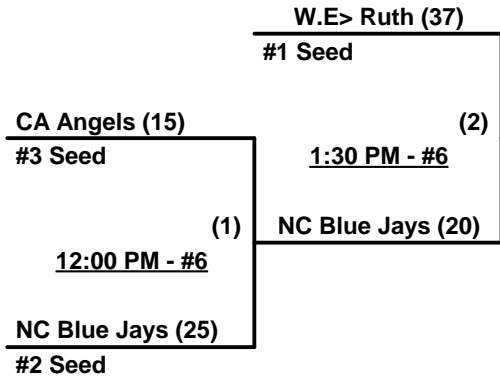 W.E> Ruth (37)
#1 Seed
CA Angels (15)
(2)
#3 Seed
1:30 PM - #6
(1)
NC Blue Jays (20)
12:00 PM - #6
NC Blue Jays (25)
#2 Seed